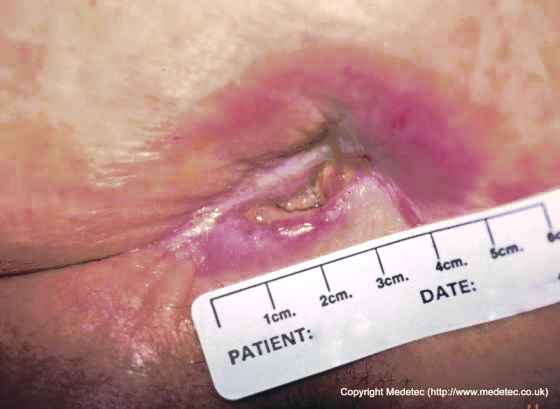 1cm. 2cm. 3cm. 4cm. 5cm.
PATIENT: DATE:
Copyright Medetec (http://www.medetec.co.uk)